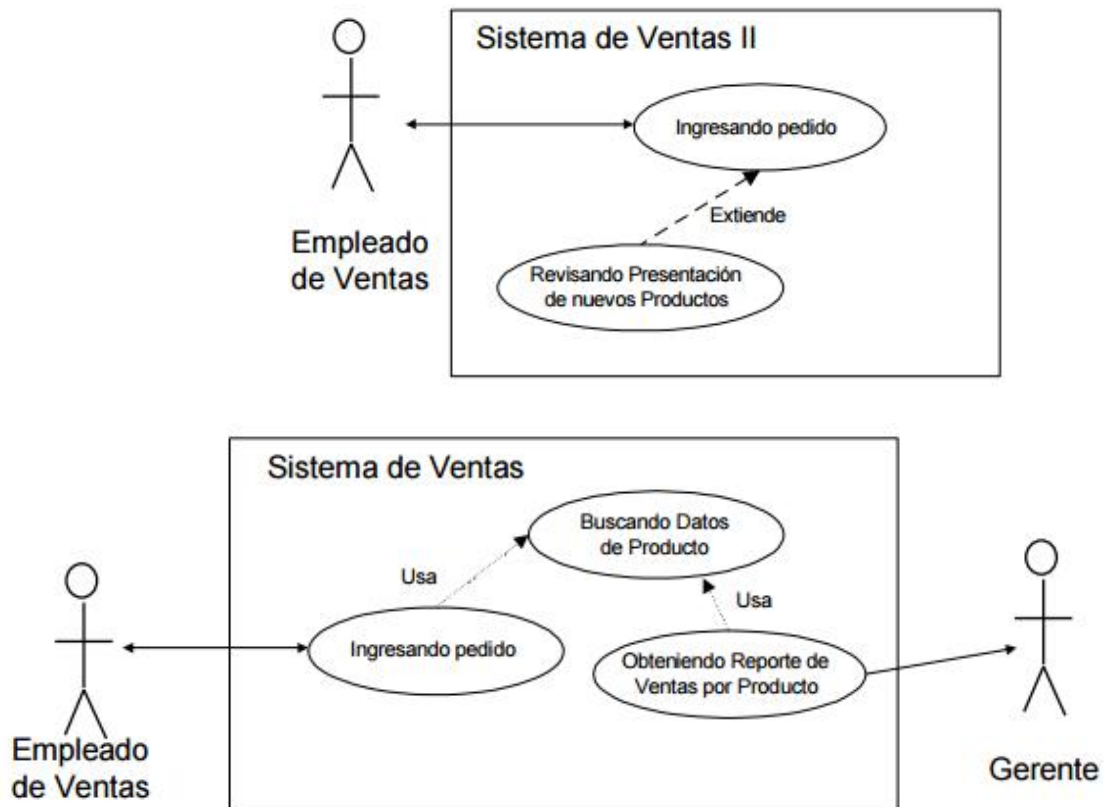 Sistema de Ventas II
Ingresando pedido
Extiende
Empleado
de Ventas
Revisando Presentación
de nuevos Productos
Sistema de Ventas
Buscando Datos
de Producto
Usa
Usa
Ingresando pedido
Obteniendo Reporte de
Ventas por Producto
Empleado
de Ventas
Gerente